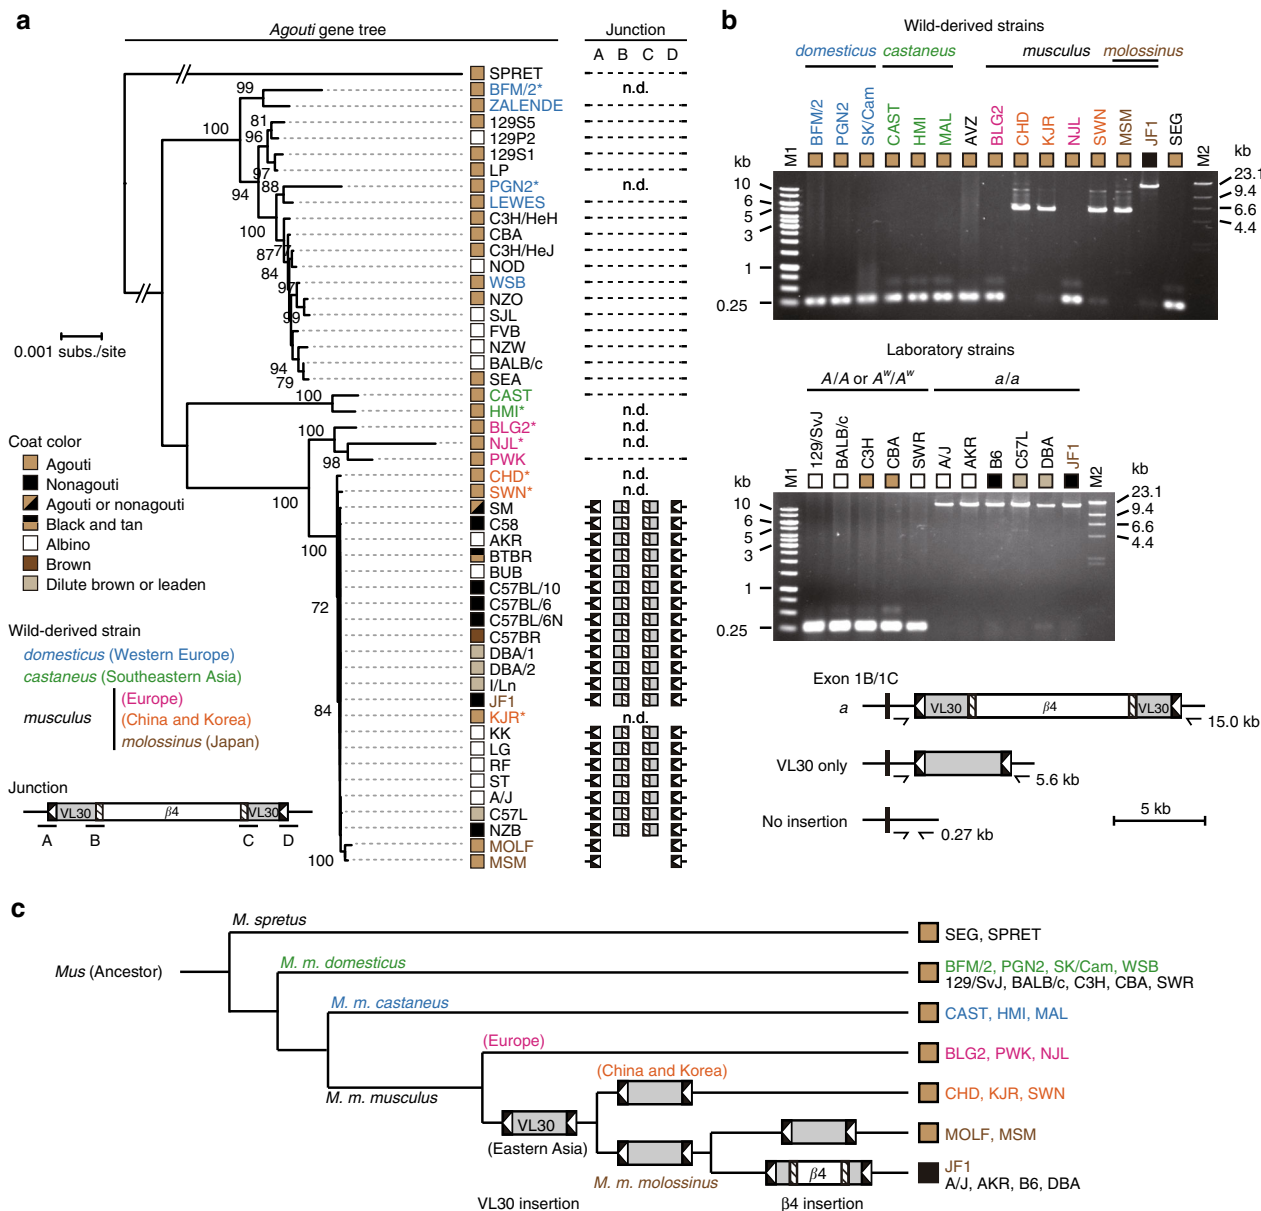 a
Agouti gene tree
Junction
A B C D
SPRET
BFM/2* n.d.
ZALENDE
129S5
129P2
129S1
LP
PGN2* n.d.
LEWES
C3H/HeH
CBA
C3H/HeJ
NOD
WSB
NZO
SJL
FVB
NZW
BALB/c
SEA
CAST
HMI* n.d.
BLG2* n.d.
NJL* n.d.
PWK
CHD* n.d.
SWN* n.d.
SM
C58
AKR
BTBR
BUB
C57BL/10
C57BL/6
C57BL/6N
C57BR
DBA/1
DBA/2
I/Ln
JF1
KJR* n.d.
KK
LG
RF
ST
A/J
C57L
NZB
MOLF
MSM
99
100
81
96
97
94
88
100
77
87
84
97
99
94
79
100
100
98
100
100
72
84
100
0.001 subs./site
Coat color
Agouti
Nonagouti
Agouti or nonagouti
Black and tan
Albino
Brown
Dilute brown or leaden
Wild-derived strain
domesticus (Western Europe)
castaneus (Southeastern Asia)
musculus
(Europe)
(China and Korea)
molossinus (Japan)
Junction
VL30 β4 VL30
A B C D
b
Wild-derived strains
domesticus castaneus musculus molossinus
M1 BFM/2 PGN2 SK/Cam CAST HMI MAL AVZ BLG2 CHD KJR NJL SWN MSM JF1 SEG M2
kb
10
6
5
3
1
0.25
kb
23.1
9.4
6.6
4.4
Laboratory strains
A/A or Aʷ/Aʷ a/a
M1 129/SvJ BALB/c C3H CBA SWR A/J AKR B6 C57L DBA JF1 M2
kb
10
6
5
3
1
0.25
kb
23.1
9.4
6.6
4.4
Exon 1B/1C
a VL30 β4 VL30
15.0 kb
VL30 only
5.6 kb
No insertion
0.27 kb
5 kb
c
Mus (Ancestor)
M. spretus
SEG, SPRET
M. m. domesticus
BFM/2, PGN2, SK/Cam, WSB
129/SvJ, BALB/c, C3H, CBA, SWR
M. m. castaneus
CAST, HMI, MAL
M. m. musculus
(Europe)
BLG2, PWK, NJL
(China and Korea)
CHD, KJR, SWN
VL30
(Eastern Asia)
MOLF, MSM
M. m. molossinus
β4
JF1
A/J, AKR, B6, DBA
VL30 insertion
β4 insertion